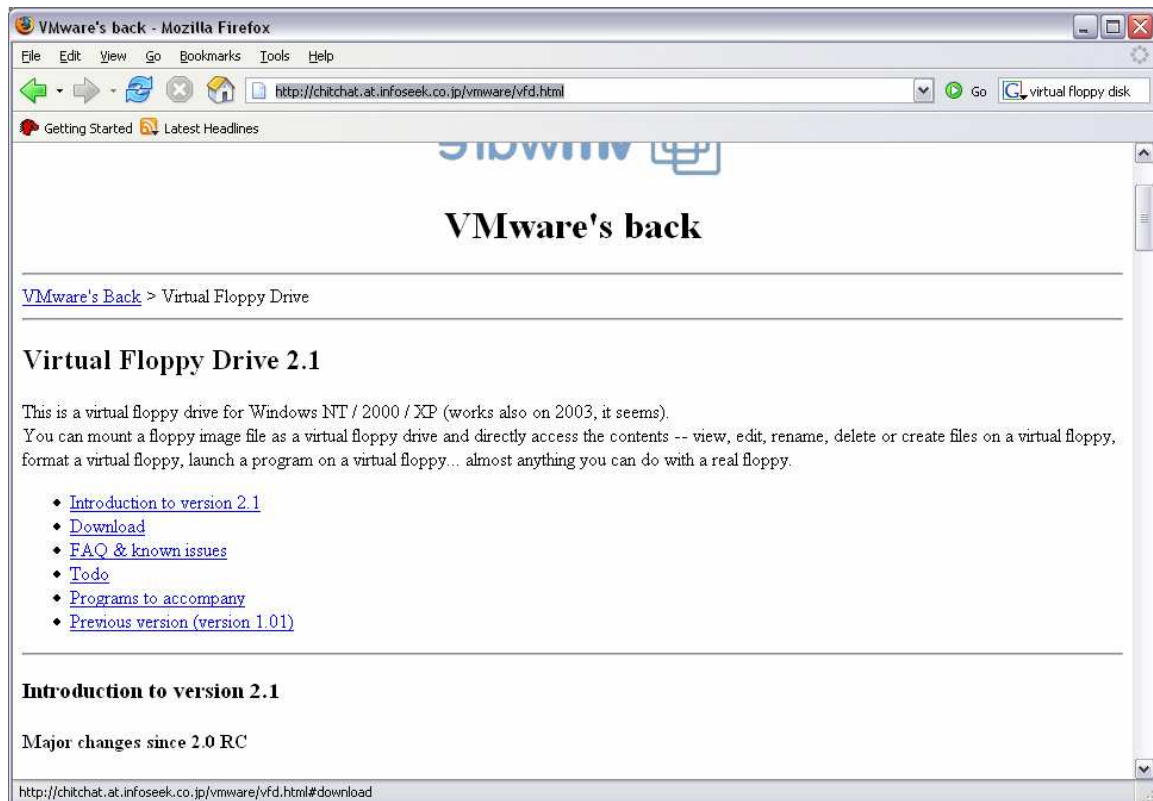 VMware's back - Mozilla Firefox
File Edit View Go Bookmarks Tools Help
http://chitchat.at.infoseek.co.jp/vmware/vfd.html
Go
G
virtual floppy disk
Getting Started
Latest Headlines
VMware's back
VMware's Back > Virtual Floppy Drive
Virtual Floppy Drive 2.1
This is a virtual floppy drive for Windows NT / 2000 / XP (works also on 2003, it seems).
You can mount a floppy image file as a virtual floppy drive and directly access the contents -- view, edit, rename, delete or create files on a virtual floppy,
format a virtual floppy, launch a program on a virtual floppy... almost anything you can do with a real floppy.
• Introduction to version 2.1
• Download
• FAQ & known issues
• Todo
• Programs to accompany
• Previous version (version 1.01)
Introduction to version 2.1
Major changes since 2.0 RC
http://chitchat.at.infoseek.co.jp/vmware/vfd.html#download